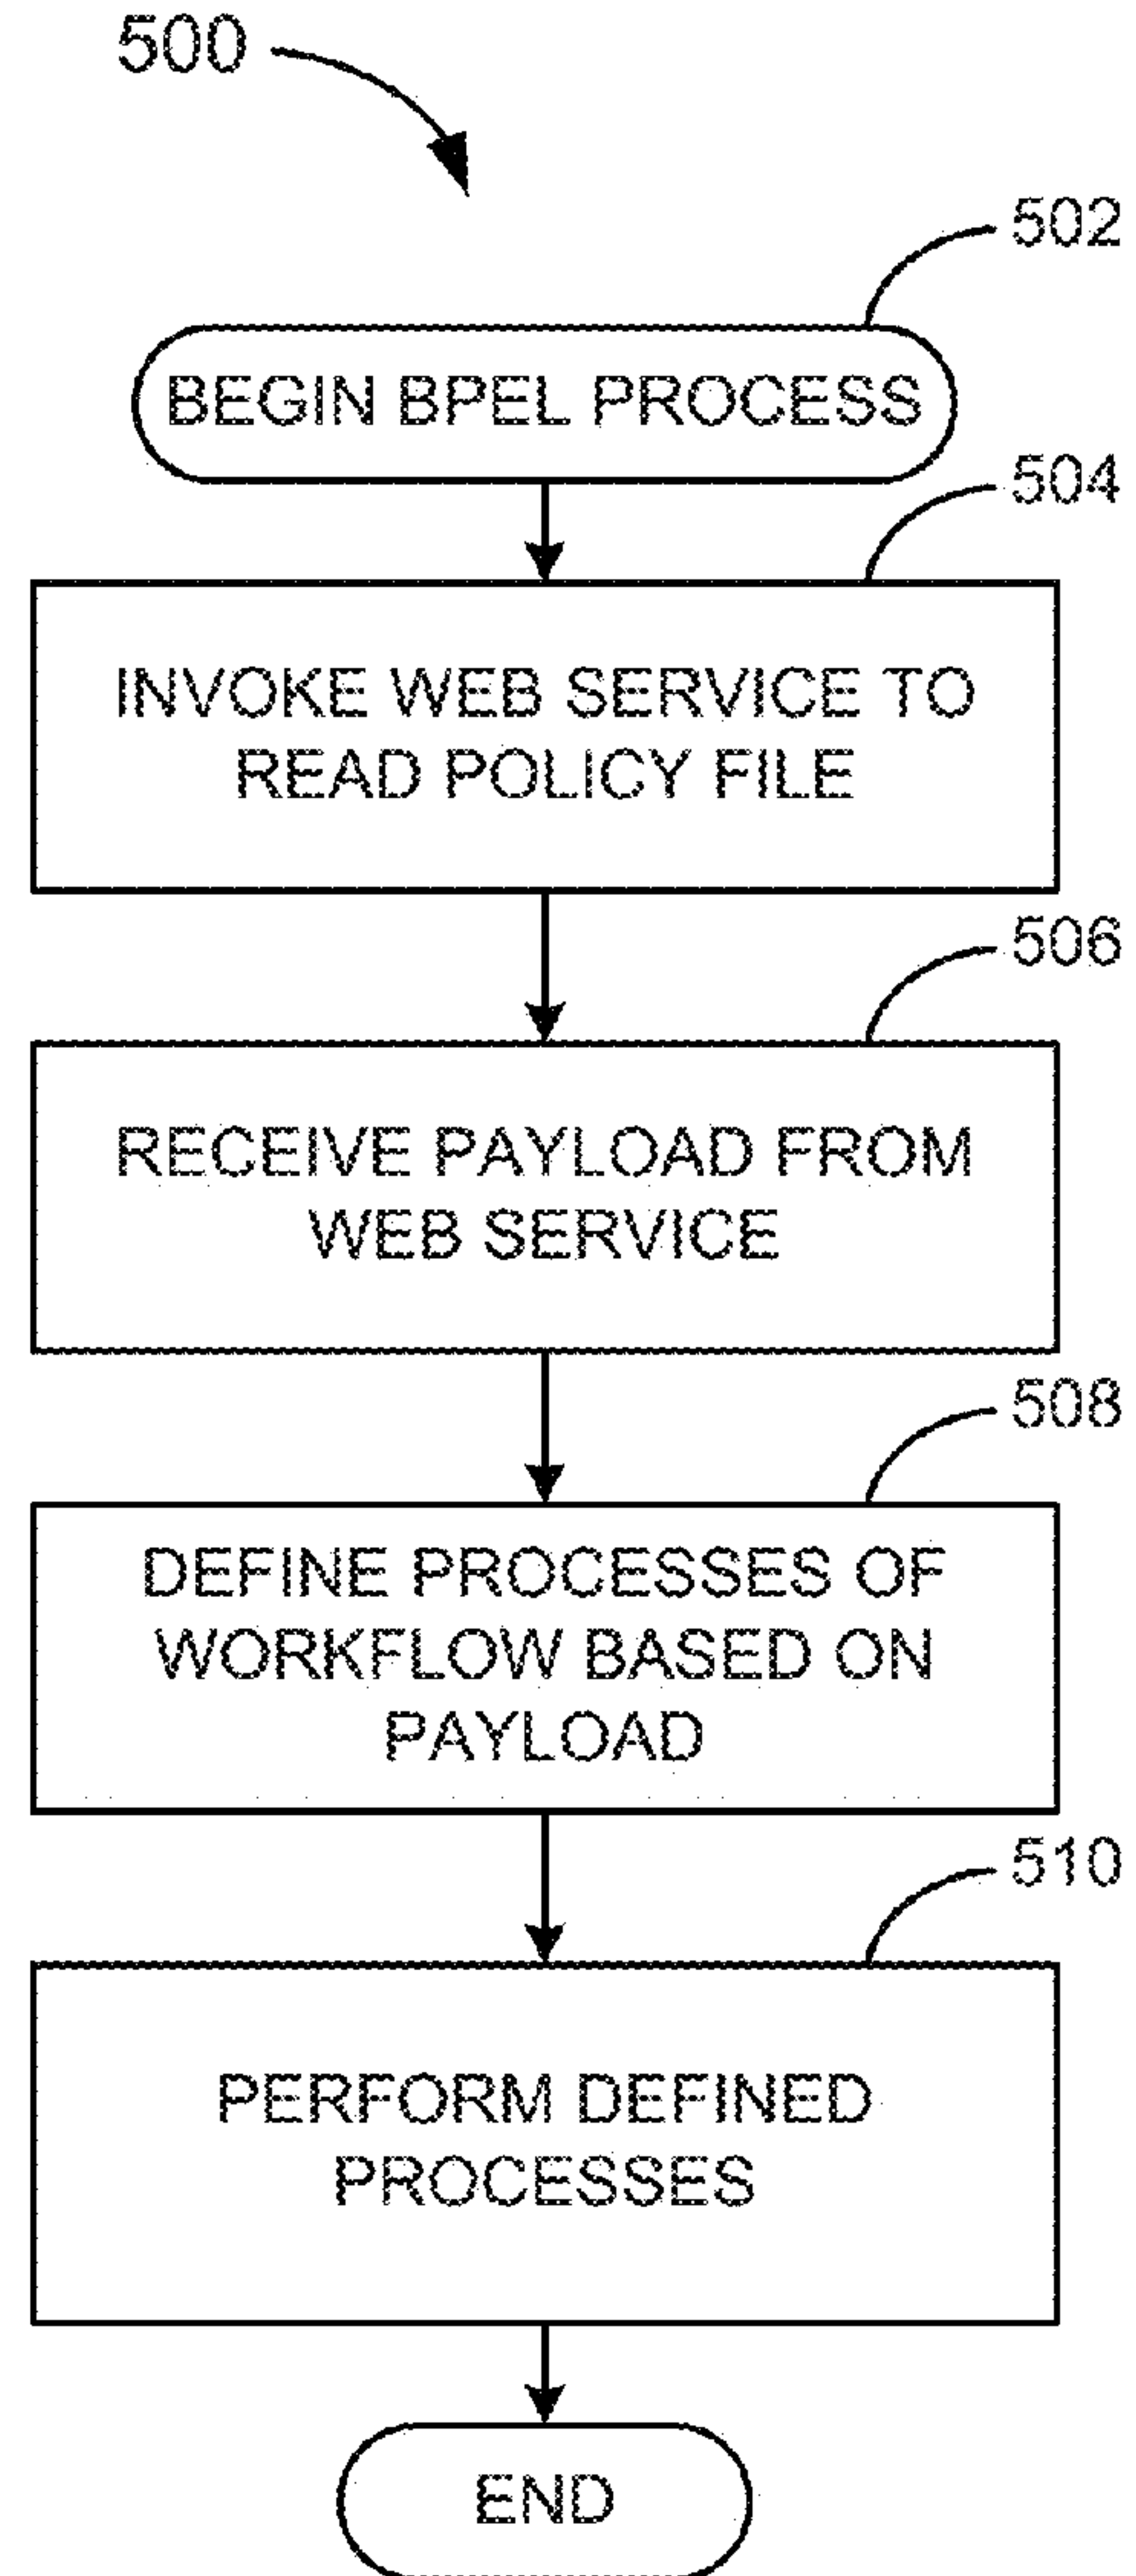 500
502
BEGIN BPEL PROCESS
504
INVOKE WEB SERVICE TO
READ POLICY FILE
506
RECEIVE PAYLOAD FROM
WEB SERVICE
508
DEFINE PROCESSES OF
WORKFLOW BASED ON
PAYLOAD
510
PERFORM DEFINED
PROCESSES
END